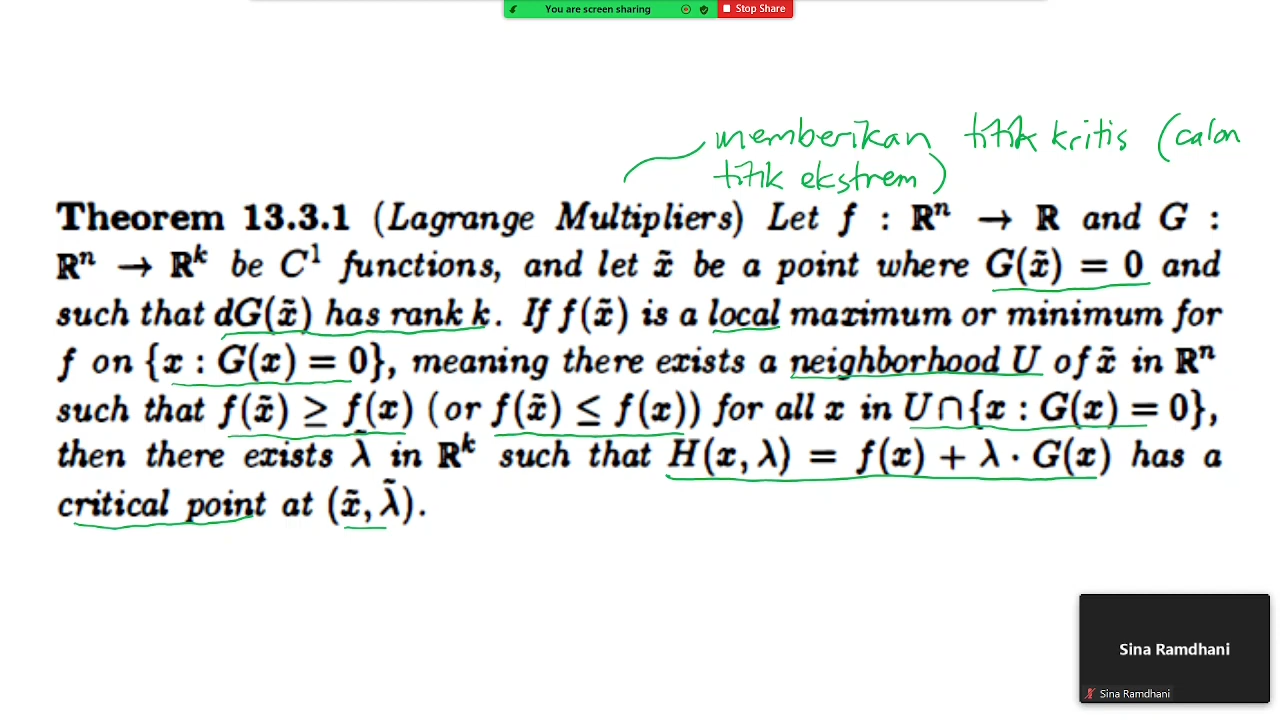 You are screen sharing
Stop Share
memberikan titik kritis (calon
titik ekstrem)
Theorem 13.3.1 (Lagrange Multipliers) Let f : ℝⁿ → ℝ and G :
ℝⁿ → ℝᵏ be C¹ functions, and let x̃ be a point where G(x̃) = 0 and
such that dG(x̃) has rank k. If f(x̃) is a local maximum or minimum for
f on {x : G(x) = 0}, meaning there exists a neighborhood U of x̃ in ℝⁿ
such that f(x̃) ≥ f(x) (or f(x̃) ≤ f(x)) for all x in U∩{x : G(x) = 0},
then there exists λ̃ in ℝᵏ such that H(x, λ) = f(x) + λ · G(x) has a
critical point at (x̃, λ̃).
Sina Ramdhani
Sina Ramdhani